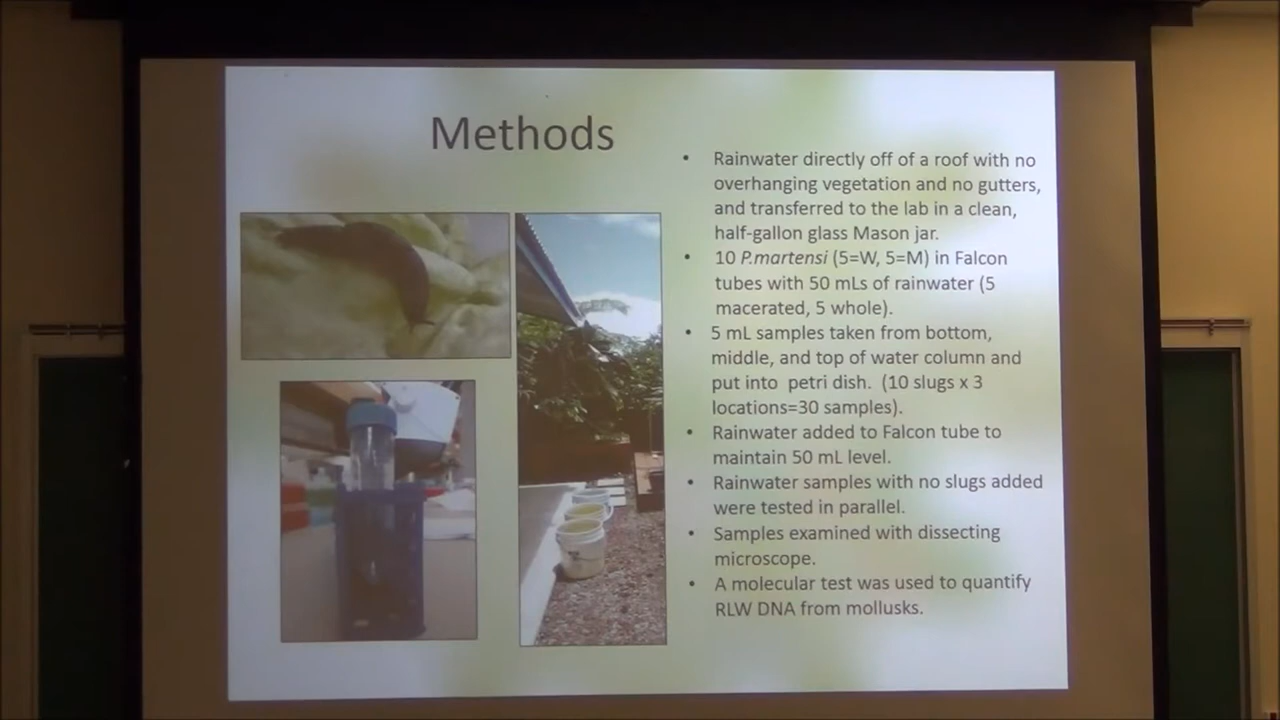 Methods
• Rainwater directly off of a roof with no
overhanging vegetation and no gutters,
and transferred to the lab in a clean,
half-gallon glass Mason jar.
• 10 P.martensi (5=W, 5=M) in Falcon
tubes with 50 mLs of rainwater (5
macerated, 5 whole).
• 5 mL samples taken from bottom,
middle, and top of water column and
put into petri dish. (10 slugs x 3
locations=30 samples).
• Rainwater added to Falcon tube to
maintain 50 mL level.
• Rainwater samples with no slugs added
were tested in parallel.
• Samples examined with dissecting
microscope.
• A molecular test was used to quantify
RLW DNA from mollusks.